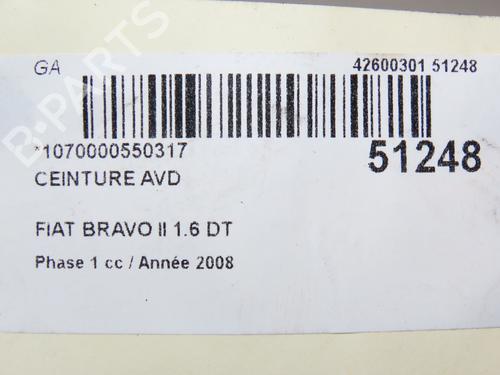 B-PARTS
GA 42600301 51248
*1070000550317 51248
CEINTURE AVD
FIAT BRAVO II 1.6 DT
Phase 1 cc / Année 2008